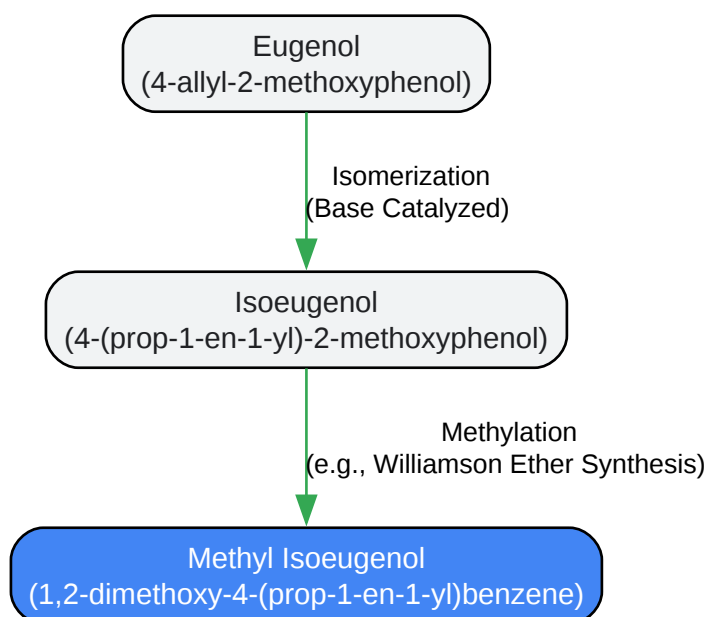 Eugenol
(4-allyl-2-methoxyphenol)
Isomerization
(Base Catalyzed)
Isoeugenol
(4-(prop-1-en-1-yl)-2-methoxyphenol)
Methylation
(e.g., Williamson Ether Synthesis)
Methyl Isoeugenol
(1,2-dimethoxy-4-(prop-1-en-1-yl)benzene)